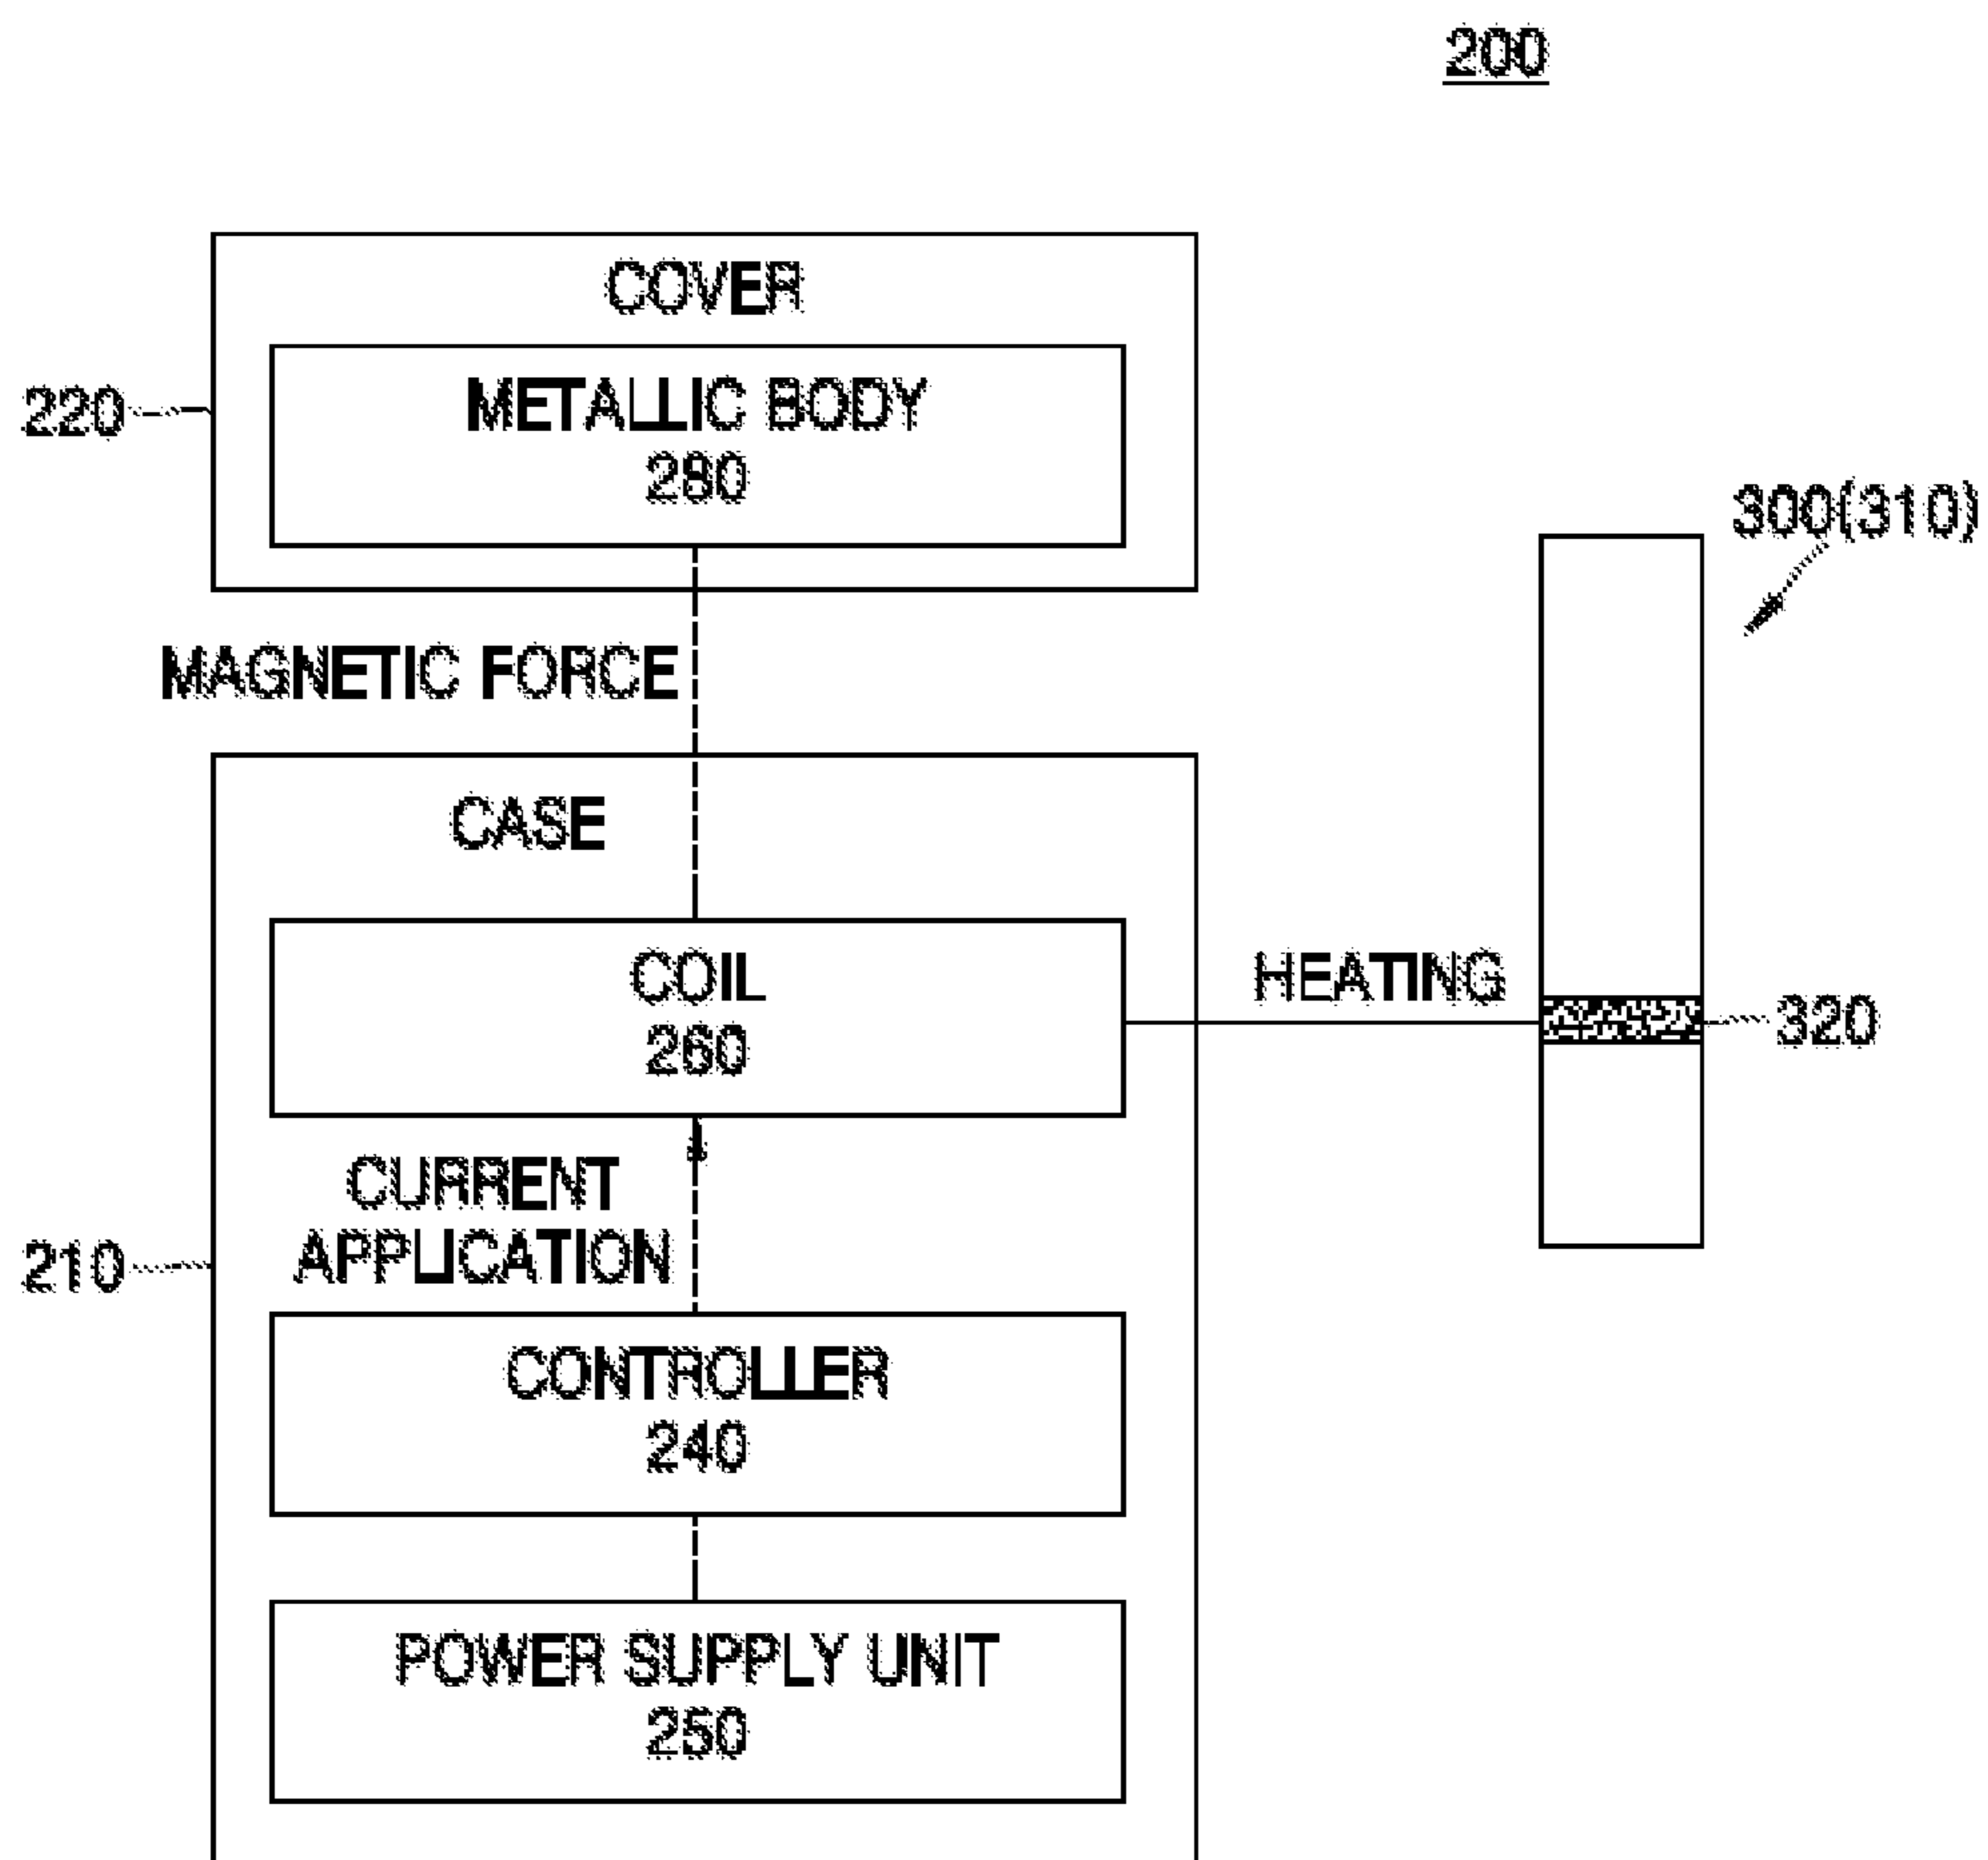 200
COVER
METALLIC BODY
280
220
300(310)
MAGNETIC FORCE
CASE
COIL
260
HEATING
320
CURRENT
APPLICATION
210
CONTROLLER
240
POWER SUPPLY UNIT
250